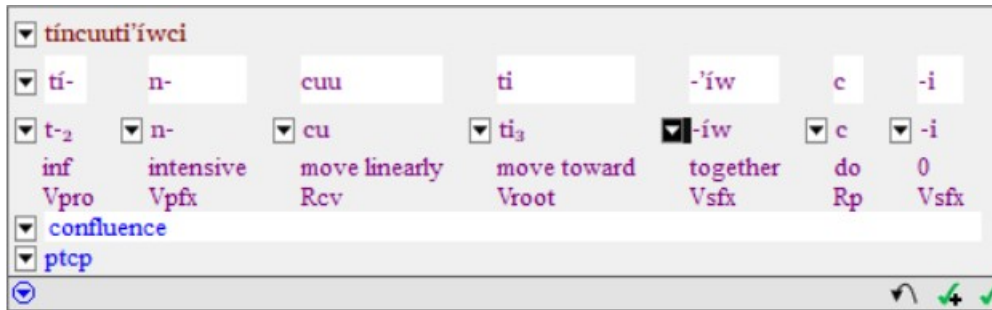 tíncuuti'íwci
tí- n- cuu ti -'íw c -i
t-₂ n- cu ti₃ -íw c -i
inf intensive move linearly move toward together do 0
Vpro Vpfx Rcv Vroot Vsfx Rp Vsfx
confluence
ptcp